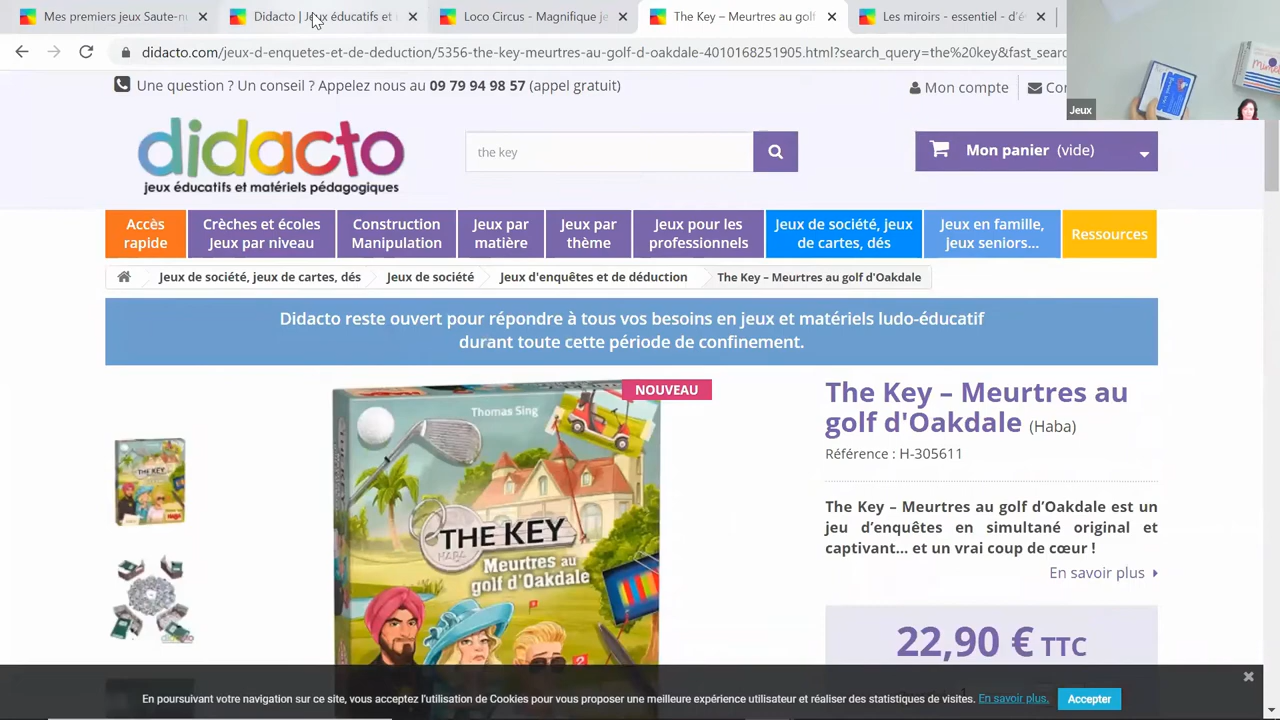 Mes premiers jeux Saute-
Didacto | Jeux éducatifs et
Loco Circus - Magnifique je
The Key – Meurtres au golf
Les miroirs - essentiel - d'é
didacto.com/jeux-d-enquetes-et-de-deduction/5356-the-key-meurtres-au-golf-d-oakdale-4010168251905.html?search_query=the%20key&fast_searc
Une question ? Un conseil ? Appelez nous au 09 79 94 98 57 (appel gratuit)
Mon compte
Con
Jeux
didacto
jeux éducatifs et matériels pédagogiques
the key
Mon panier (vide)
Accès
rapide
Crèches et écoles
Jeux par niveau
Construction
Manipulation
Jeux par
matière
Jeux par
thème
Jeux pour les
professionnels
Jeux de société, jeux
de cartes, dés
Jeux en famille,
jeux seniors...
Ressources
Jeux de société, jeux de cartes, dés
Jeux de société
Jeux d'enquêtes et de déduction
The Key – Meurtres au golf d'Oakdale
Didacto reste ouvert pour répondre à tous vos besoins en jeux et matériels ludo-éducatif
durant toute cette période de confinement.
NOUVEAU
Thomas Sing
THE KEY
Meurtres au
golf d'Oakdale
THE KEY
The Key – Meurtres au
golf d'Oakdale (Haba)
Référence : H-305611
The Key – Meurtres au golf d'Oakdale est un
jeu d'enquêtes en simultané original et
captivant... et un vrai coup de cœur !
En savoir plus
22,90 € TTC
En poursuivant votre navigation sur ce site, vous acceptez l'utilisation de Cookies pour vous proposer une meilleure expérience utilisateur et réaliser des statistiques de visites. En savoir plus.
Accepter